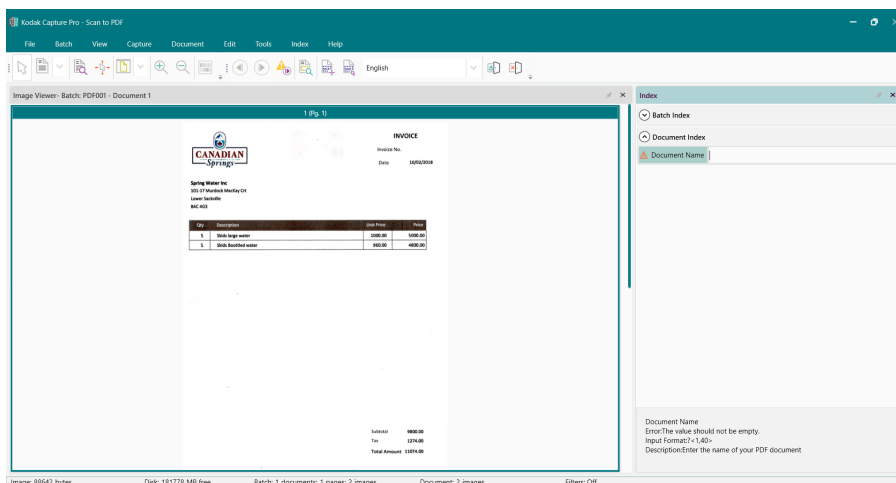 Kodak Capture Pro - Scan to PDF
File Batch View Capture Document Edit Tools Index Help
English
Image Viewer- Batch: PDF001 - Document 1
1 (Pg. 1)
CANADIAN
Springs
INVOICE
Invoice No.
Date 10/02/2018
Spring Water Inc
101-17 Murdock MacKay Crt
Lower Sackville
B4C 4G3
Qty Description Unit Price Price
5 Skids large water 1000.00 5000.00
5 Skids Boottled water 960.00 4800.00
Subtotal 9800.00
Tax 1274.00
Total Amount 11074.00
Index
Batch Index
Document Index
Document Name
Document Name
Error:The value should not be empty.
Input Format:?<1,40>
Description:Enter the name of your PDF document
Image: 88642 bytes Disk: 181778 MB free Batch: 1 documents; 1 pages; 2 images Document: 2 images Filters: Off